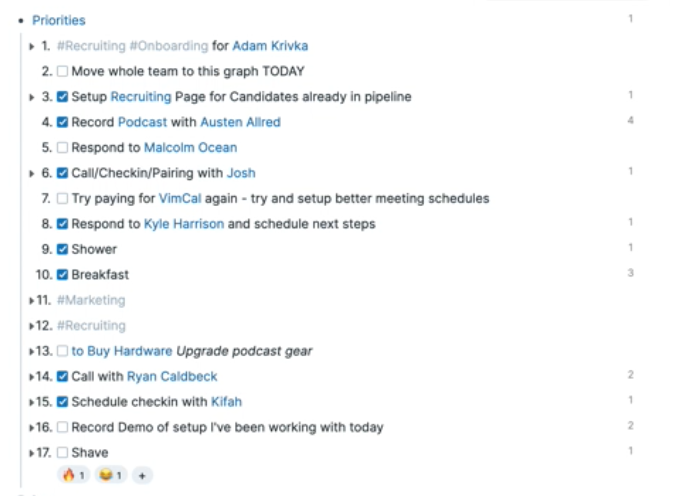 Priorities 1
1. #Recruiting #Onboarding for Adam Krivka
2. Move whole team to this graph TODAY
3. Setup Recruiting Page for Candidates already in pipeline 1
4. Record Podcast with Austen Allred 4
5. Respond to Malcolm Ocean
6. Call/Checkin/Pairing with Josh 1
7. Try paying for VimCal again - try and setup better meeting schedules
8. Respond to Kyle Harrison and schedule next steps 1
9. Shower 1
10. Breakfast 3
11. #Marketing
12. #Recruiting
13. to Buy Hardware Upgrade podcast gear
14. Call with Ryan Caldbeck 2
15. Schedule checkin with Kifah 1
16. Record Demo of setup I've been working with today 2
17. Shave 1
🔥 1 😂 1 +